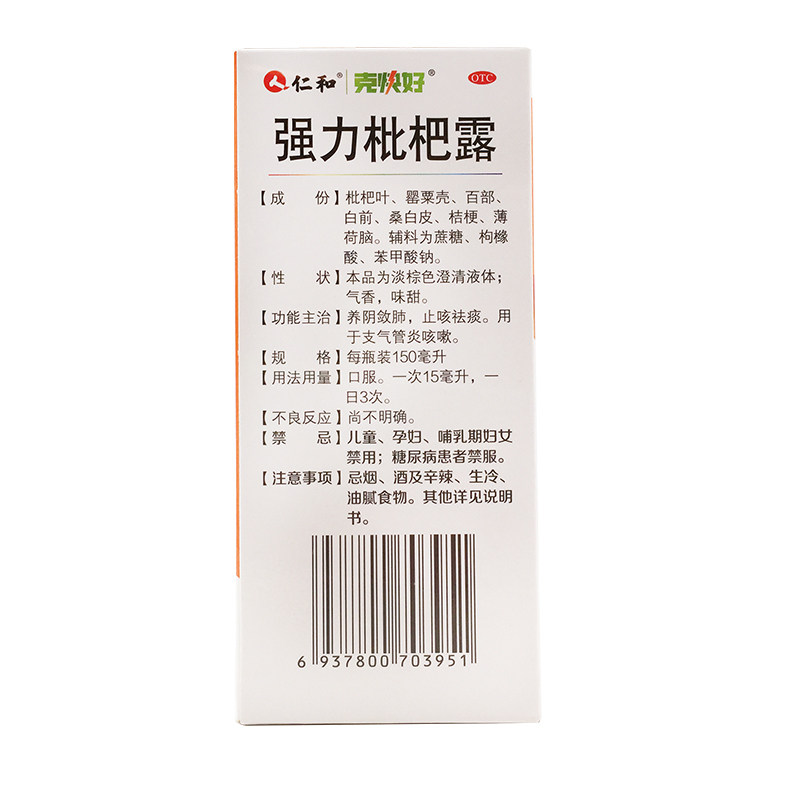 仁和® 克快好® OTC
强力枇杷露
【成份】枇杷叶、罂粟壳、百部、
白前、桑白皮、桔梗、薄
荷脑。辅料为蔗糖、枸橼
酸、苯甲酸钠。
【性状】本品为淡棕色澄清液体；
气香，味甜。
【功能主治】养阴敛肺，止咳祛痰。用
于支气管炎咳嗽。
【规格】每瓶装150毫升
【用法用量】口服。一次15毫升，一
日3次。
【不良反应】尚不明确。
【禁忌】儿童、孕妇、哺乳期妇女
禁用；糖尿病患者禁服。
【注意事项】忌烟、酒及辛辣、生冷、
油腻食物。其他详见说明
书。
6 937800 703951